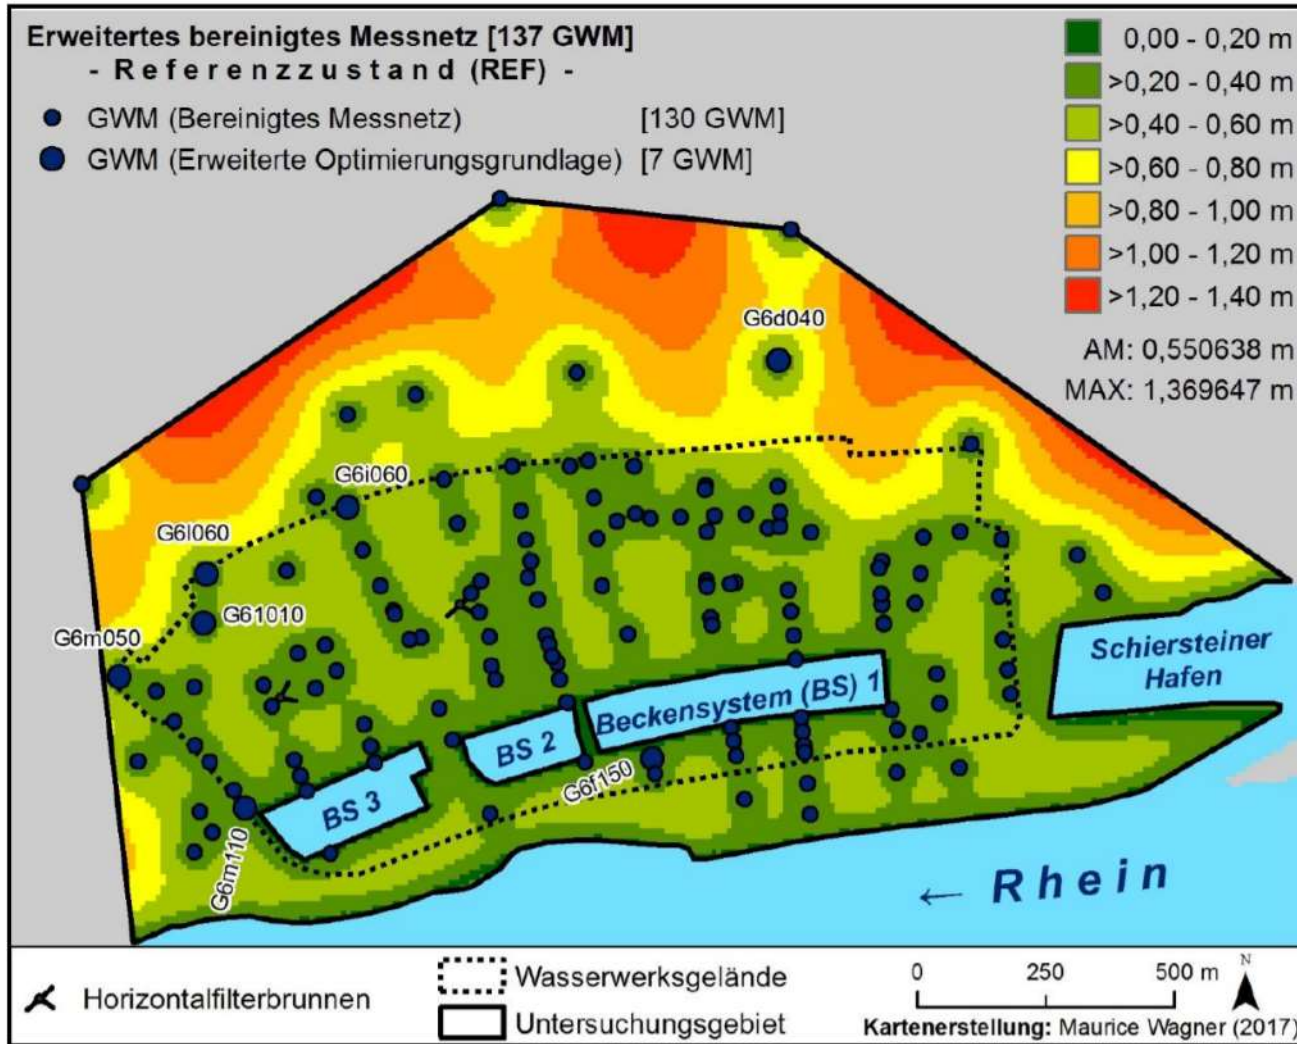 Erweitertes bereinigtes Messnetz [137 GWM]
- Referenzzustand (REF) -
GWM (Bereinigtes Messnetz) [130 GWM]
GWM (Erweiterte Optimierungsgrundlage) [7 GWM]
0,00 - 0,20 m
>0,20 - 0,40 m
>0,40 - 0,60 m
>0,60 - 0,80 m
>0,80 - 1,00 m
>1,00 - 1,20 m
>1,20 - 1,40 m
AM: 0,550638 m
MAX: 1,369647 m
G6d040
G6i060
G6l060
G61010
G6m050
Schiersteiner
Hafen
Beckensystem (BS) 1
BS 2
G6f150
BS 3
G6m110
← Rhein
Horizontalfilterbrunnen
Wasserwerksgelände
Untersuchungsgebiet
0 250 500 m
N
Kartenerstellung: Maurice Wagner (2017)